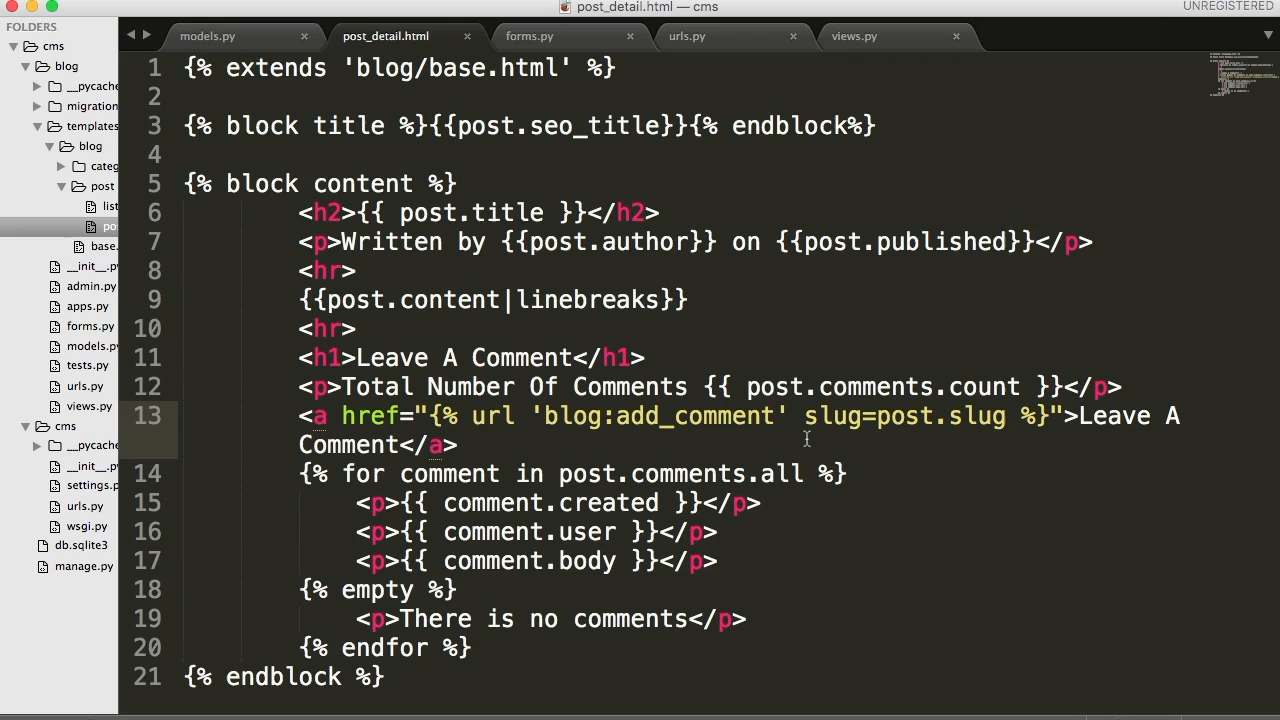 post_detail.html — cms
UNREGISTERED
FOLDERS
cms
blog
__pycache
migration
templates
blog
categ
post
list
po
base.
__init__.py
admin.py
apps.py
forms.py
models.py
tests.py
urls.py
views.py
cms
__pycache
__init__.py
settings.p
urls.py
wsgi.py
db.sqlite3
manage.py
models.py × post_detail.html × forms.py × urls.py × views.py ×
1 {% extends 'blog/base.html' %}
2
3 {% block title %}{{post.seo_title}}{% endblock%}
4
5 {% block content %}
6 <h2>{{ post.title }}</h2>
7 <p>Written by {{post.author}} on {{post.published}}</p>
8 <hr>
9 {{post.content|linebreaks}}
10 <hr>
11 <h1>Leave A Comment</h1>
12 <p>Total Number Of Comments {{ post.comments.count }}</p>
13 <a href="{% url 'blog:add_comment' slug=post.slug %}">Leave A
Comment</a>
14 {% for comment in post.comments.all %}
15 <p>{{ comment.created }}</p>
16 <p>{{ comment.user }}</p>
17 <p>{{ comment.body }}</p>
18 {% empty %}
19 <p>There is no comments</p>
20 {% endfor %}
21 {% endblock %}